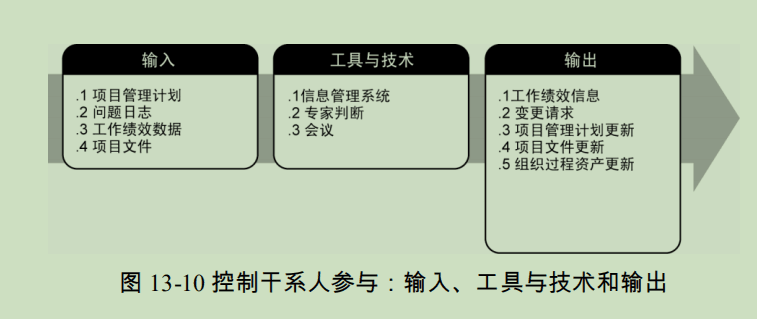 输入
.1 项目管理计划
.2 问题日志
.3 工作绩效数据
.4 项目文件
工具与技术
.1信息管理系统
.2 专家判断
.3 会议
输出
.1工作绩效信息
.2 变更请求
.3 项目管理计划更新
.4 项目文件更新
.5 组织过程资产更新
图 13-10 控制干系人参与：输入、工具与技术和输出